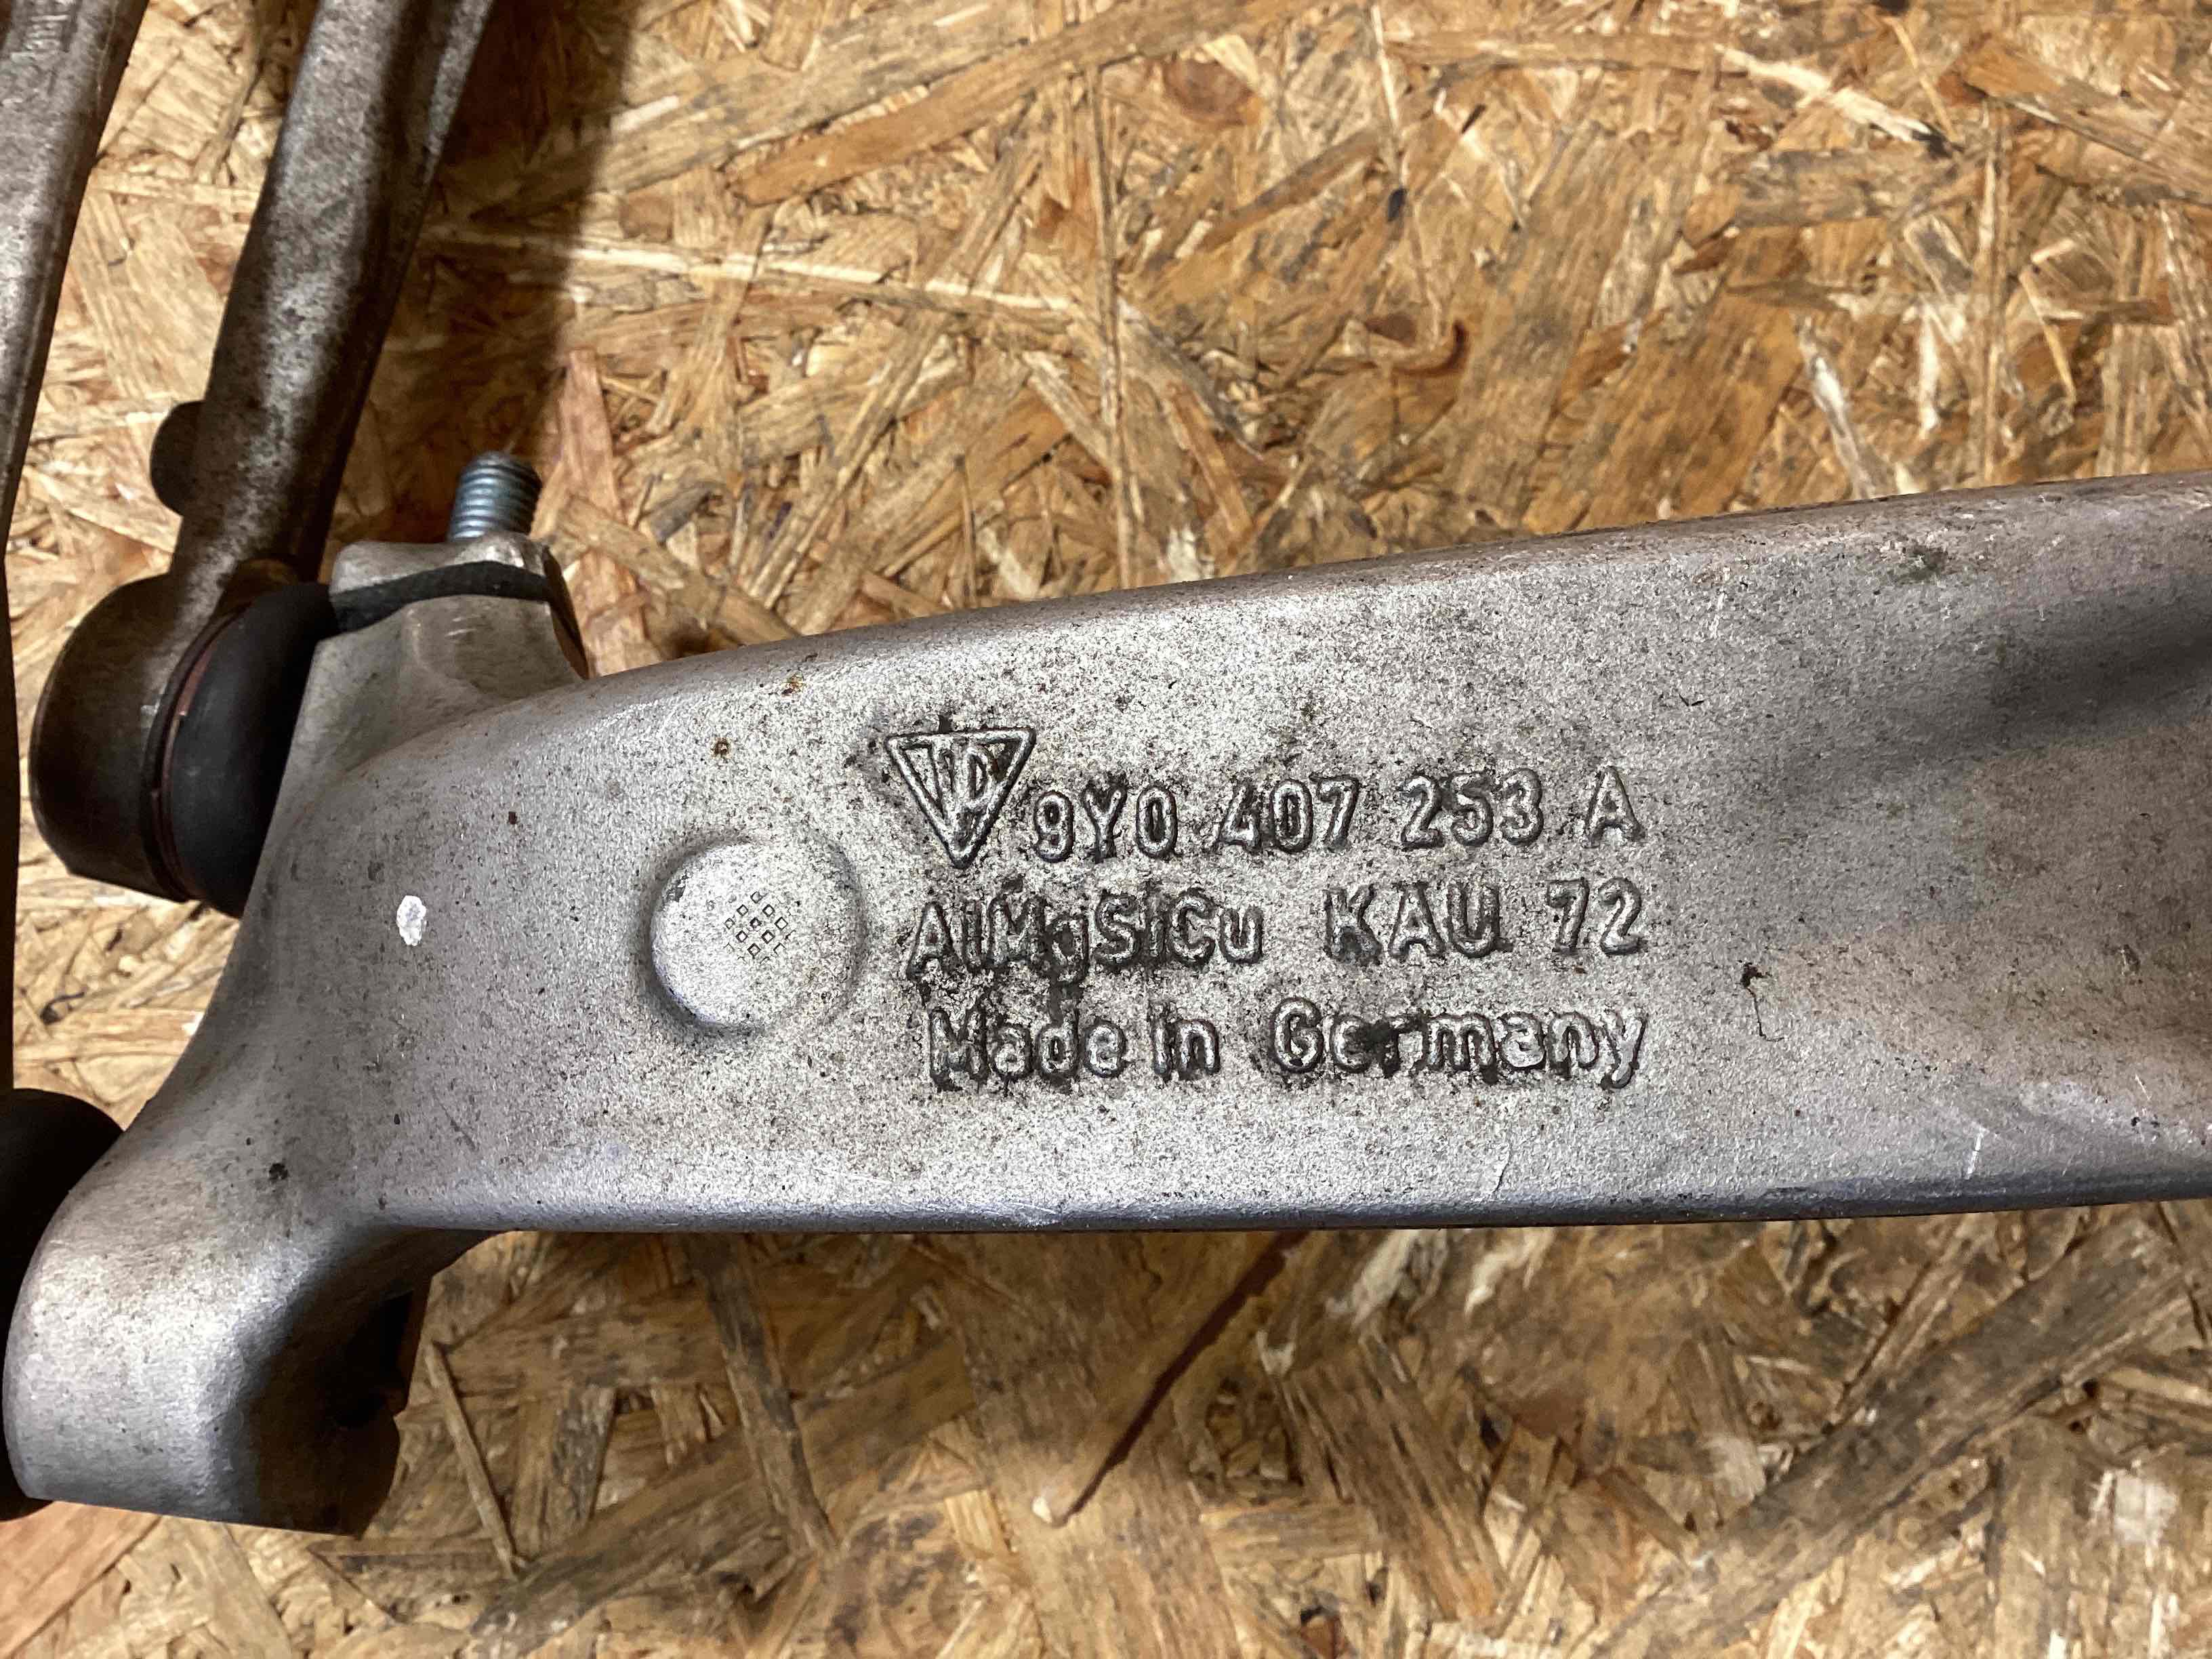 9Y0 407 253 A
AlMgSiCu KAU 72
Made in Germany